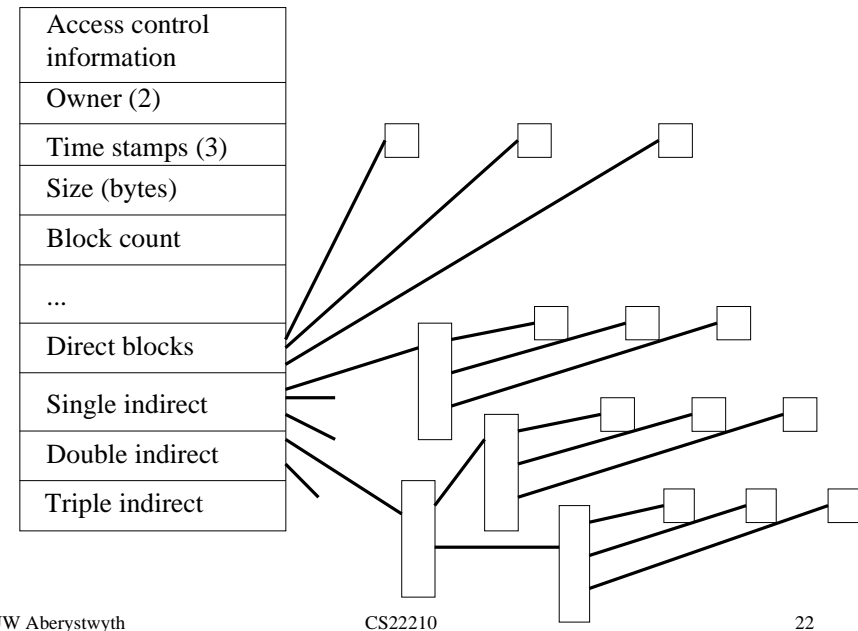 Access control
information
Owner (2)
Time stamps (3)
Size (bytes)
Block count
...
Direct blocks
Single indirect
Double indirect
Triple indirect
Aberystwyth CS22210 22